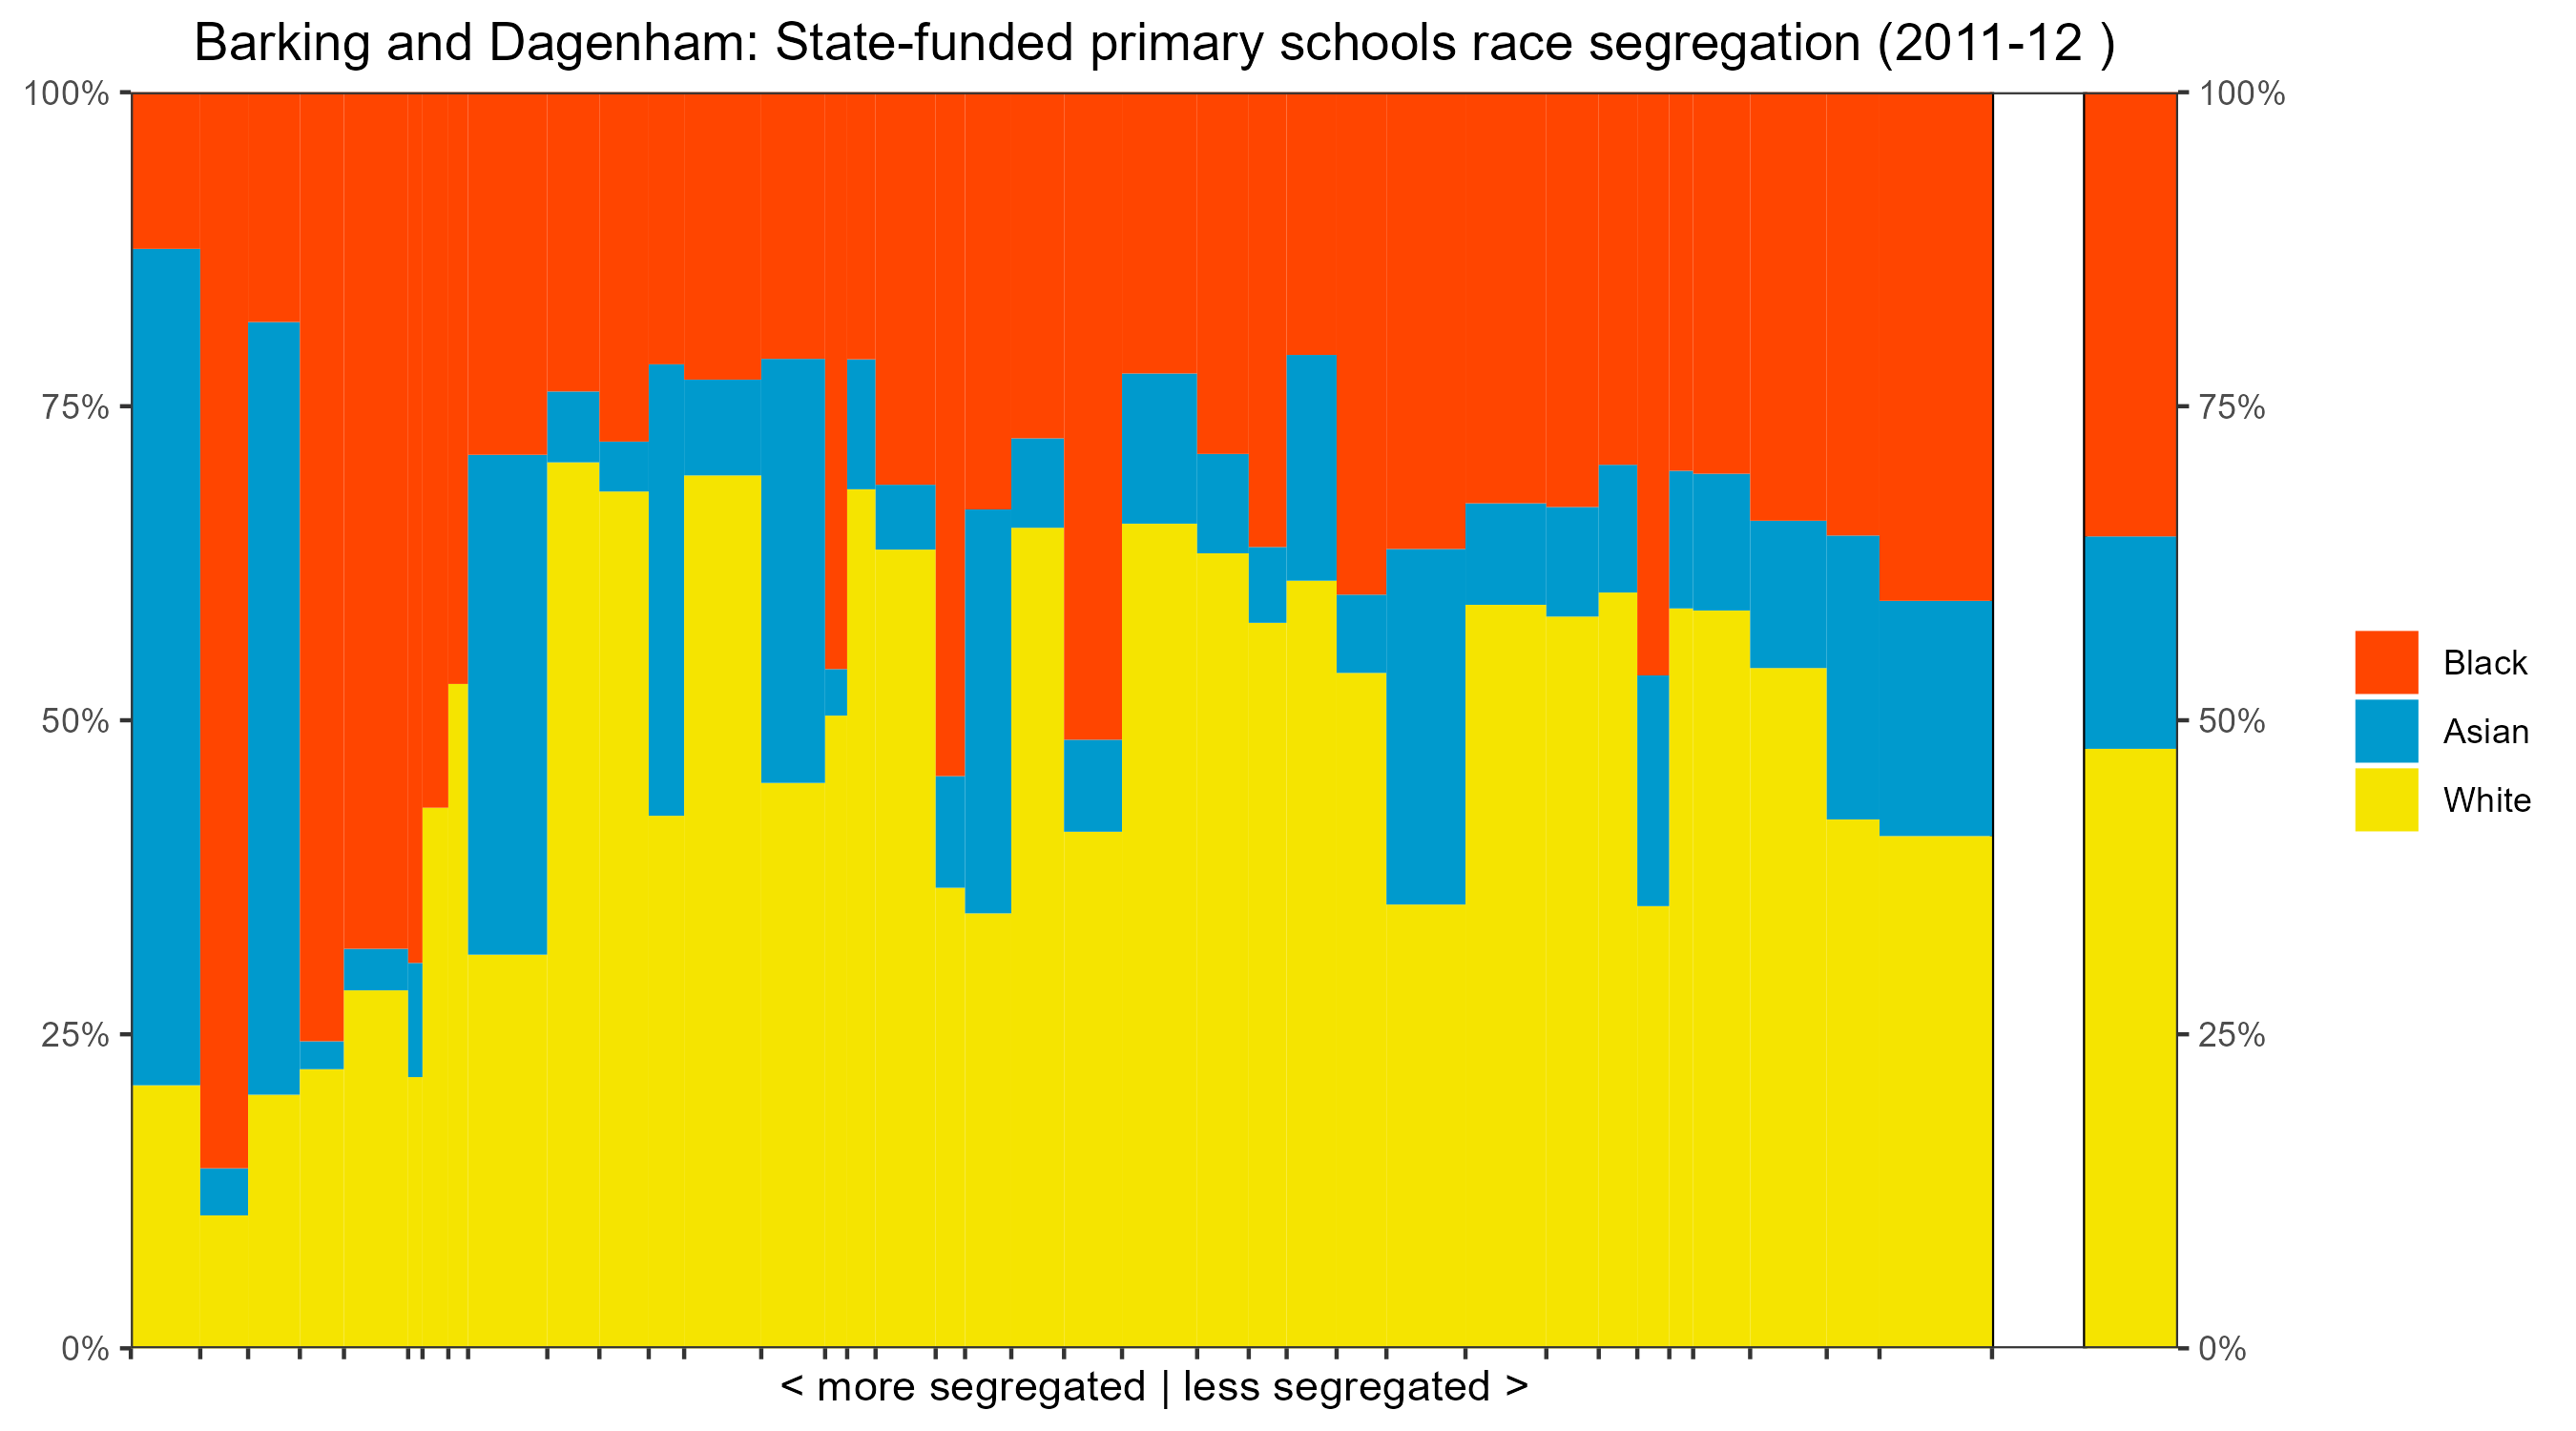 Barking and Dagenham: State-funded primary schools race segregation (2011-12 )
100%
75%
50%
25%
0%
100%
75%
50%
25%
0%
Black
Asian
White
< more segregated | less segregated >